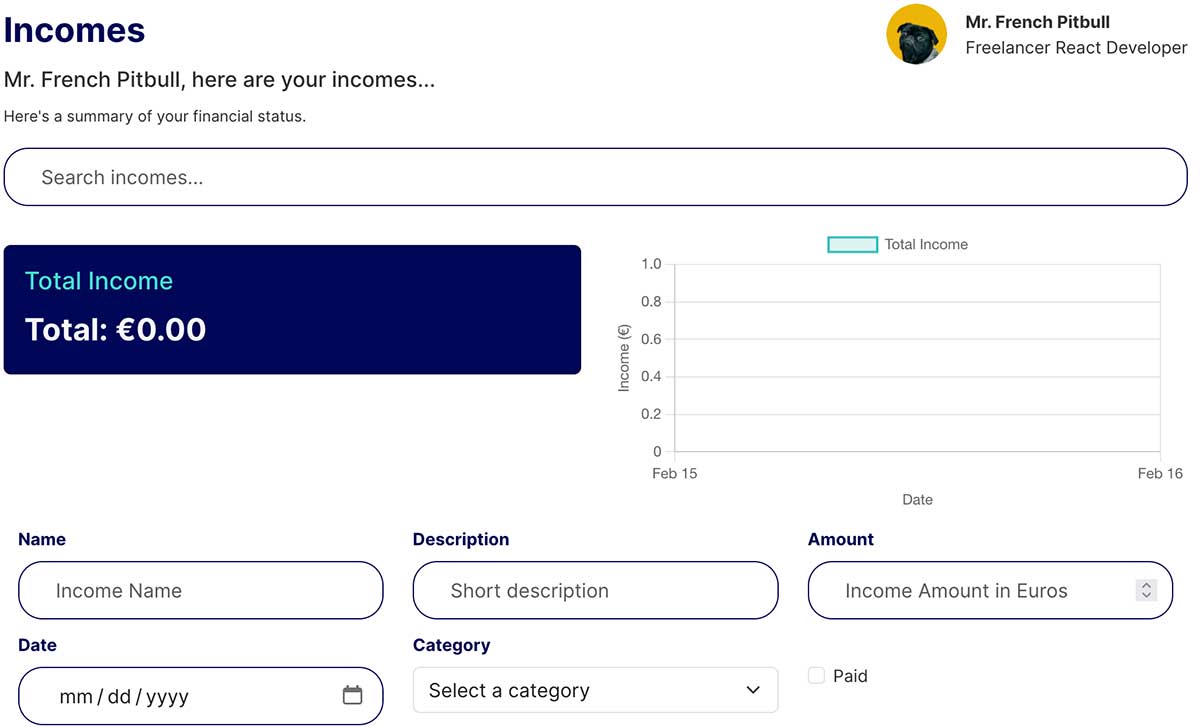 Incomes
Mr. French Pitbull
Freelancer React Developer
Mr. French Pitbull, here are your incomes...
Here's a summary of your financial status.
Search incomes...
Total Income
Total: €0.00
Total Income
Income (€)
1.0
0.8
0.6
0.4
0.2
0
Feb 15
Feb 16
Date
Name
Description
Amount
Income Name
Short description
Income Amount in Euros
Date
Category
mm / dd / yyyy
Select a category
Paid